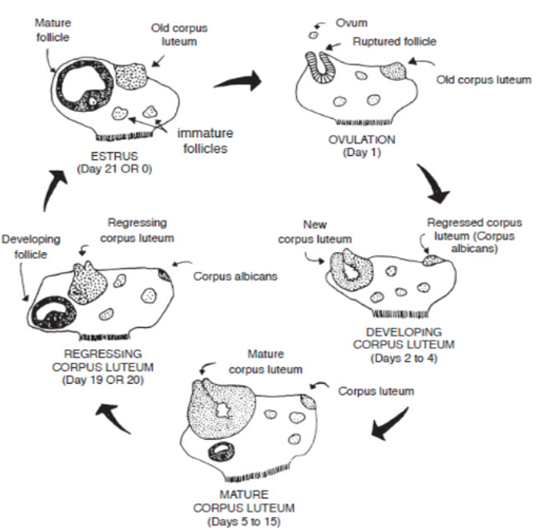 Mature
follicle
Old corpus
luteum
immature
follicles
ESTRUS
(Day 21 OR 0)
Ovum
Ruptured follicle
Old corpus luteum
OVULATION
(Day 1)
New
corpus luteum
Regressed corpus
luteum (Corpus
albicans)
DEVELOPING
CORPUS LUTEUM
(Days 2 to 4)
Mature
corpus luteum
Corpus luteum
MATURE
CORPUS LUTEUM
(Days 5 to 15)
Regressing
corpus luteum
Developing
follicle
Corpus albicans
REGRESSING
CORPUS LUTEUM
(Day 19 OR 20)